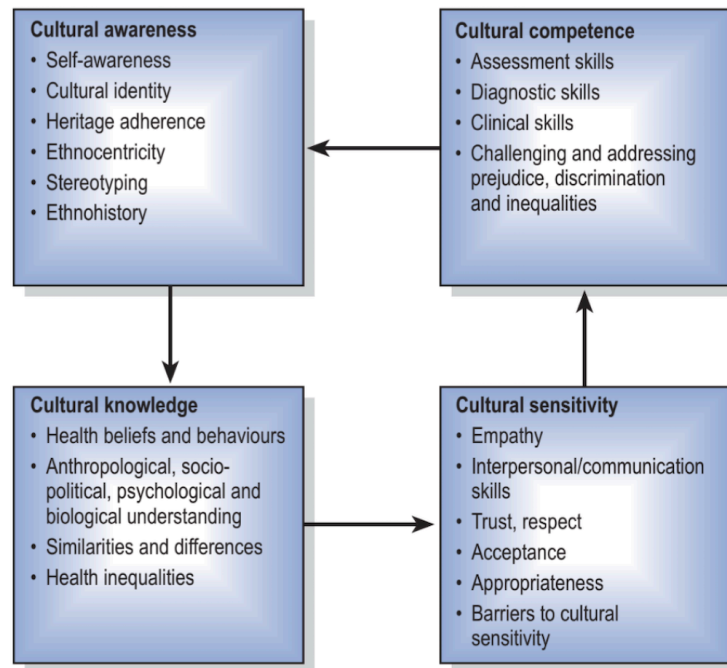 Cultural awareness
• Self-awareness
• Cultural identity
• Heritage adherence
• Ethnocentricity
• Stereotyping
• Ethnohistory
Cultural competence
• Assessment skills
• Diagnostic skills
• Clinical skills
• Challenging and addressing
prejudice, discrimination
and inequalities
Cultural knowledge
• Health beliefs and behaviours
• Anthropological, socio-
political, psychological and
biological understanding
• Similarities and differences
• Health inequalities
Cultural sensitivity
• Empathy
• Interpersonal/communication
skills
• Trust, respect
• Acceptance
• Appropriateness
• Barriers to cultural
sensitivity